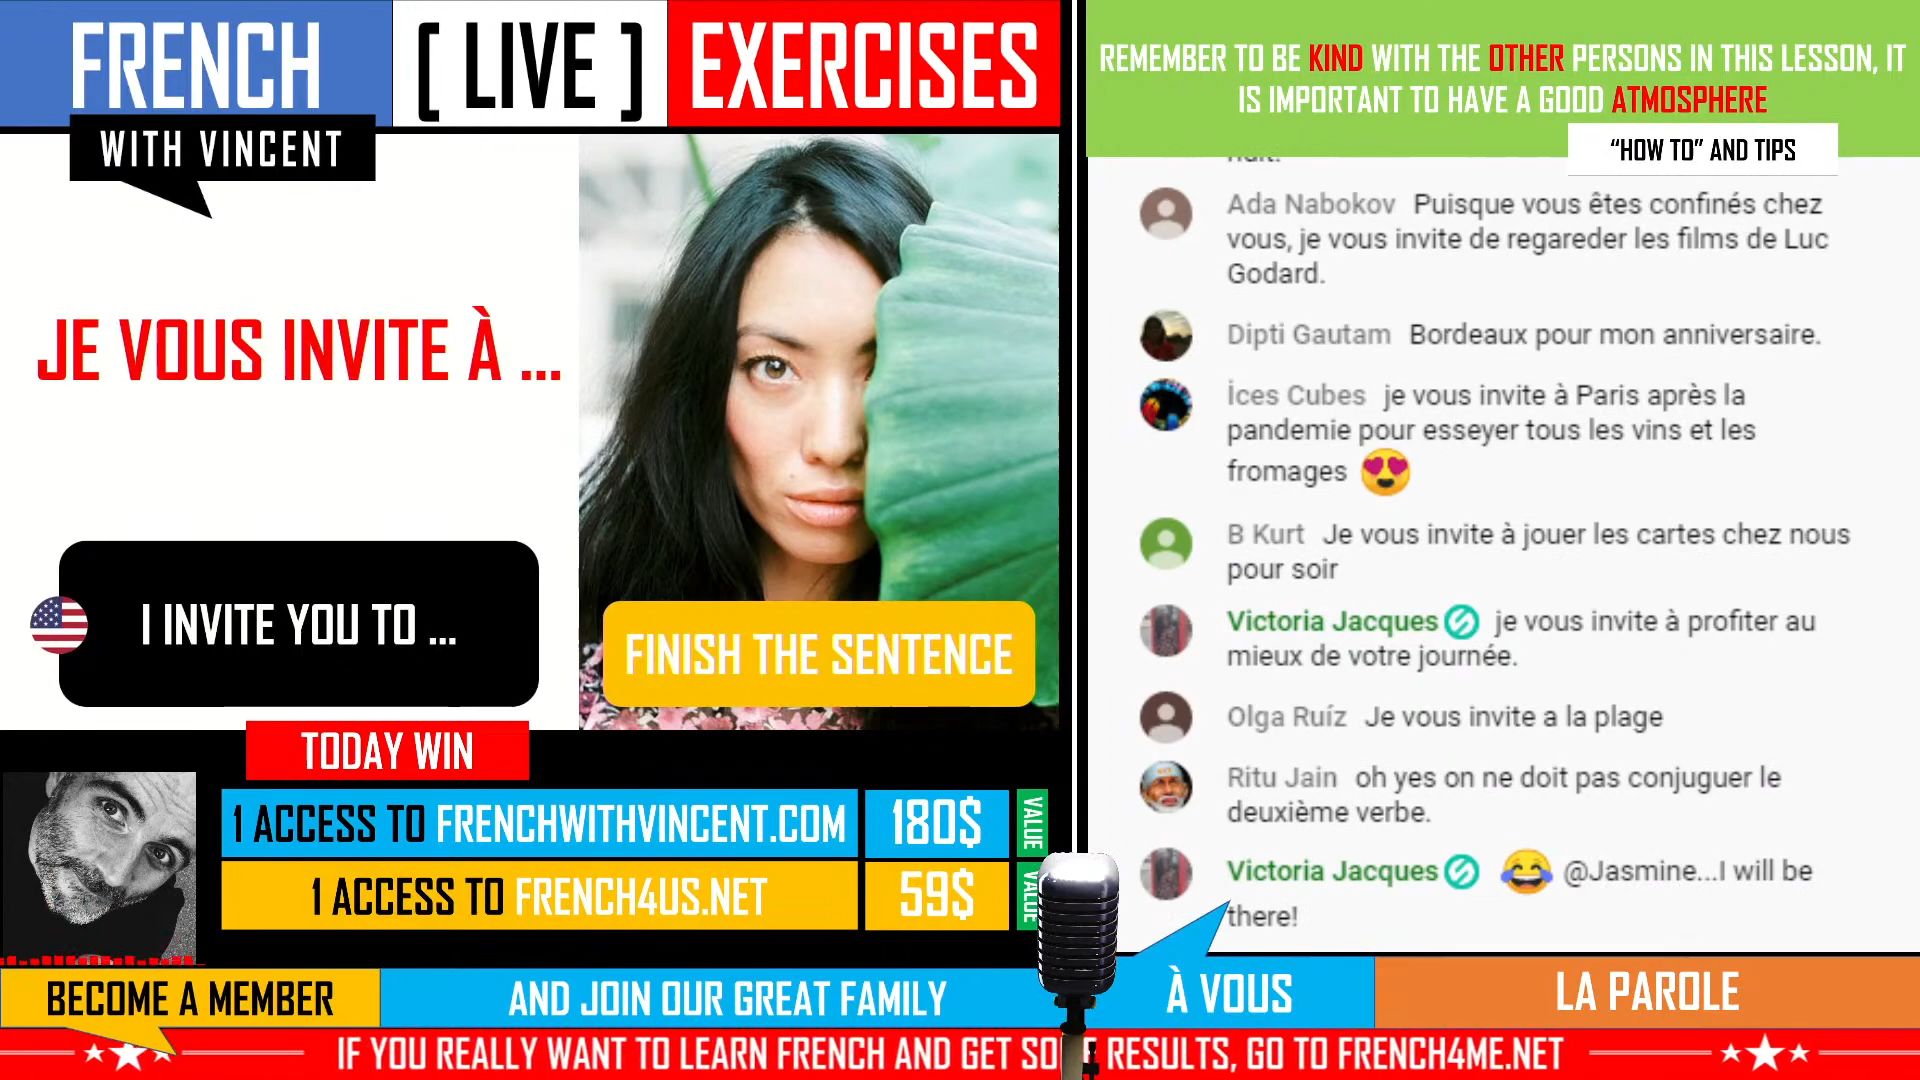 FRENCH
[ LIVE ]
EXERCISES
WITH VINCENT
JE VOUS INVITE À ...
I INVITE YOU TO ...
FINISH THE SENTENCE
TODAY WIN
1 ACCESS TO FRENCHWITHVINCENT.COM
180$
VALUE
1 ACCESS TO FRENCH4US.NET
59$
VALUE
BECOME A MEMBER
AND JOIN OUR GREAT FAMILY
REMEMBER TO BE KIND WITH THE OTHER PERSONS IN THIS LESSON, IT
IS IMPORTANT TO HAVE A GOOD ATMOSPHERE
“HOW TO” AND TIPS
Ada Nabokov Puisque vous êtes confinés chez
vous, je vous invite de regareder les films de Luc
Godard.
Dipti Gautam Bordeaux pour mon anniversaire.
İces Cubes je vous invite à Paris après la
pandemie pour esseyer tous les vins et les
fromages 😍
B Kurt Je vous invite à jouer les cartes chez nous
pour soir
Victoria Jacques je vous invite à profiter au
mieux de votre journée.
Olga Ruíz Je vous invite a la plage
Ritu Jain oh yes on ne doit pas conjuguer le
deuxième verbe.
Victoria Jacques 😂 @Jasmine...I will be
there!
À VOUS
LA PAROLE
IF YOU REALLY WANT TO LEARN FRENCH AND GET RESULTS, GO TO FRENCH4ME.NET